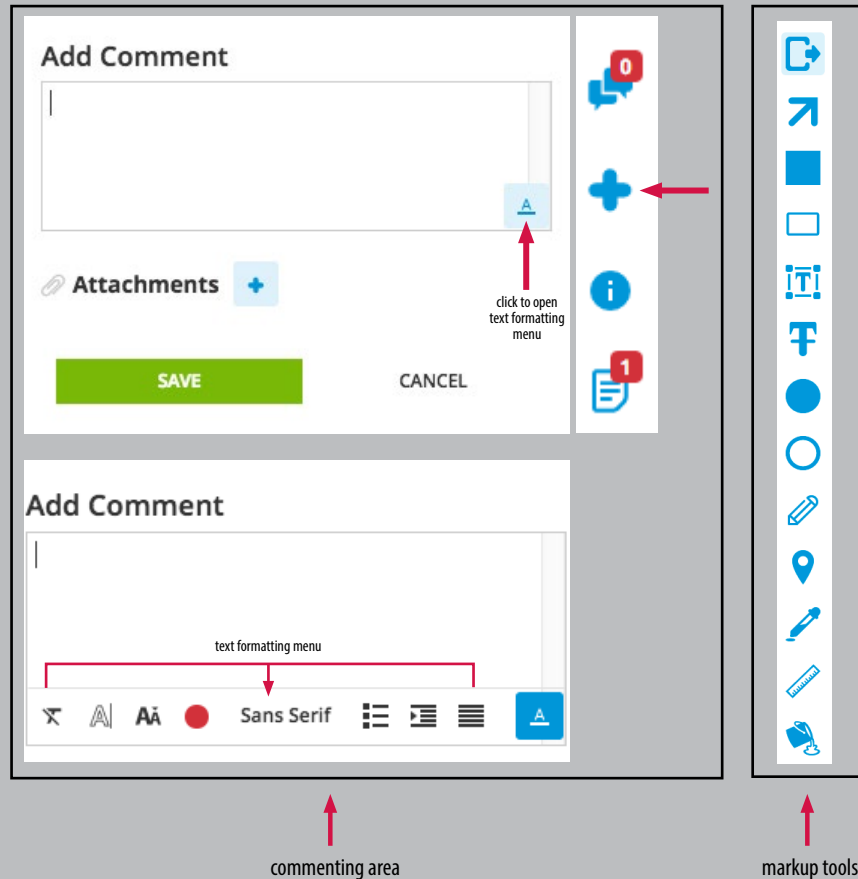 Add Comment
0
A
Attachments
click to open
text formatting
menu
SAVE
CANCEL
1
Add Comment
text formatting menu
Sans Serif
A
commenting area
markup tools